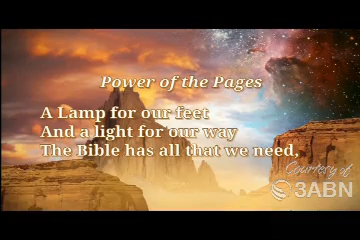 Power of the Pages
A Lamp for our feet
And a light for our way
The Bible has all that we need,
Courtesy of
3ABN